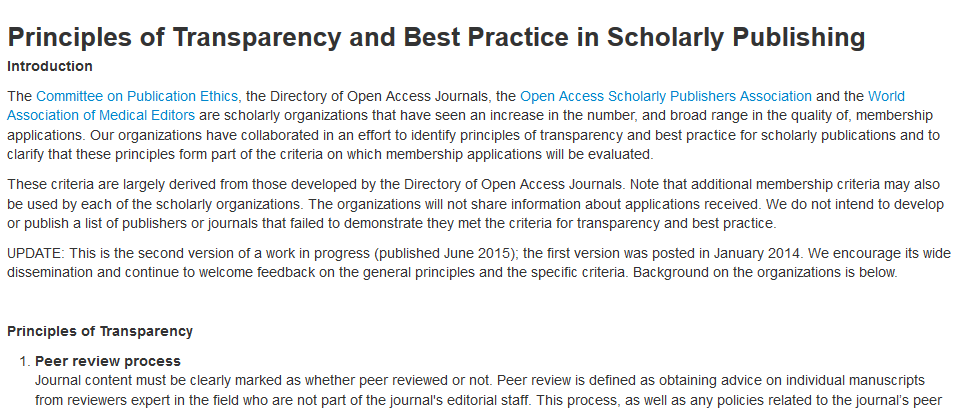 Principles of Transparency and Best Practice in Scholarly Publishing
Introduction
The Committee on Publication Ethics, the Directory of Open Access Journals, the Open Access Scholarly Publishers Association and the World
Association of Medical Editors are scholarly organizations that have seen an increase in the number, and broad range in the quality of, membership
applications. Our organizations have collaborated in an effort to identify principles of transparency and best practice for scholarly publications and to
clarify that these principles form part of the criteria on which membership applications will be evaluated.
These criteria are largely derived from those developed by the Directory of Open Access Journals. Note that additional membership criteria may also
be used by each of the scholarly organizations. The organizations will not share information about applications received. We do not intend to develop
or publish a list of publishers or journals that failed to demonstrate they met the criteria for transparency and best practice.
UPDATE: This is the second version of a work in progress (published June 2015); the first version was posted in January 2014. We encourage its wide
dissemination and continue to welcome feedback on the general principles and the specific criteria. Background on the organizations is below.
Principles of Transparency
1. Peer review process
Journal content must be clearly marked as whether peer reviewed or not. Peer review is defined as obtaining advice on individual manuscripts
from reviewers expert in the field who are not part of the journal's editorial staff. This process, as well as any policies related to the journal's peer